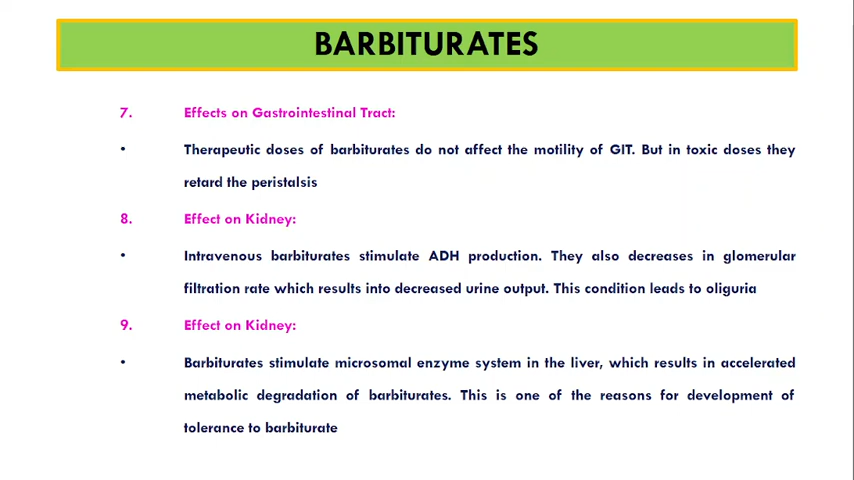 BARBITURATES
7. Effects on Gastrointestinal Tract:
• Therapeutic doses of barbiturates do not affect the motility of GIT. But in toxic doses they
retard the peristalsis
8. Effect on Kidney:
• Intravenous barbiturates stimulate ADH production. They also decreases in glomerular
filtration rate which results into decreased urine output. This condition leads to oliguria
9. Effect on Kidney:
• Barbiturates stimulate microsomal enzyme system in the liver, which results in accelerated
metabolic degradation of barbiturates. This is one of the reasons for development of
tolerance to barbiturate